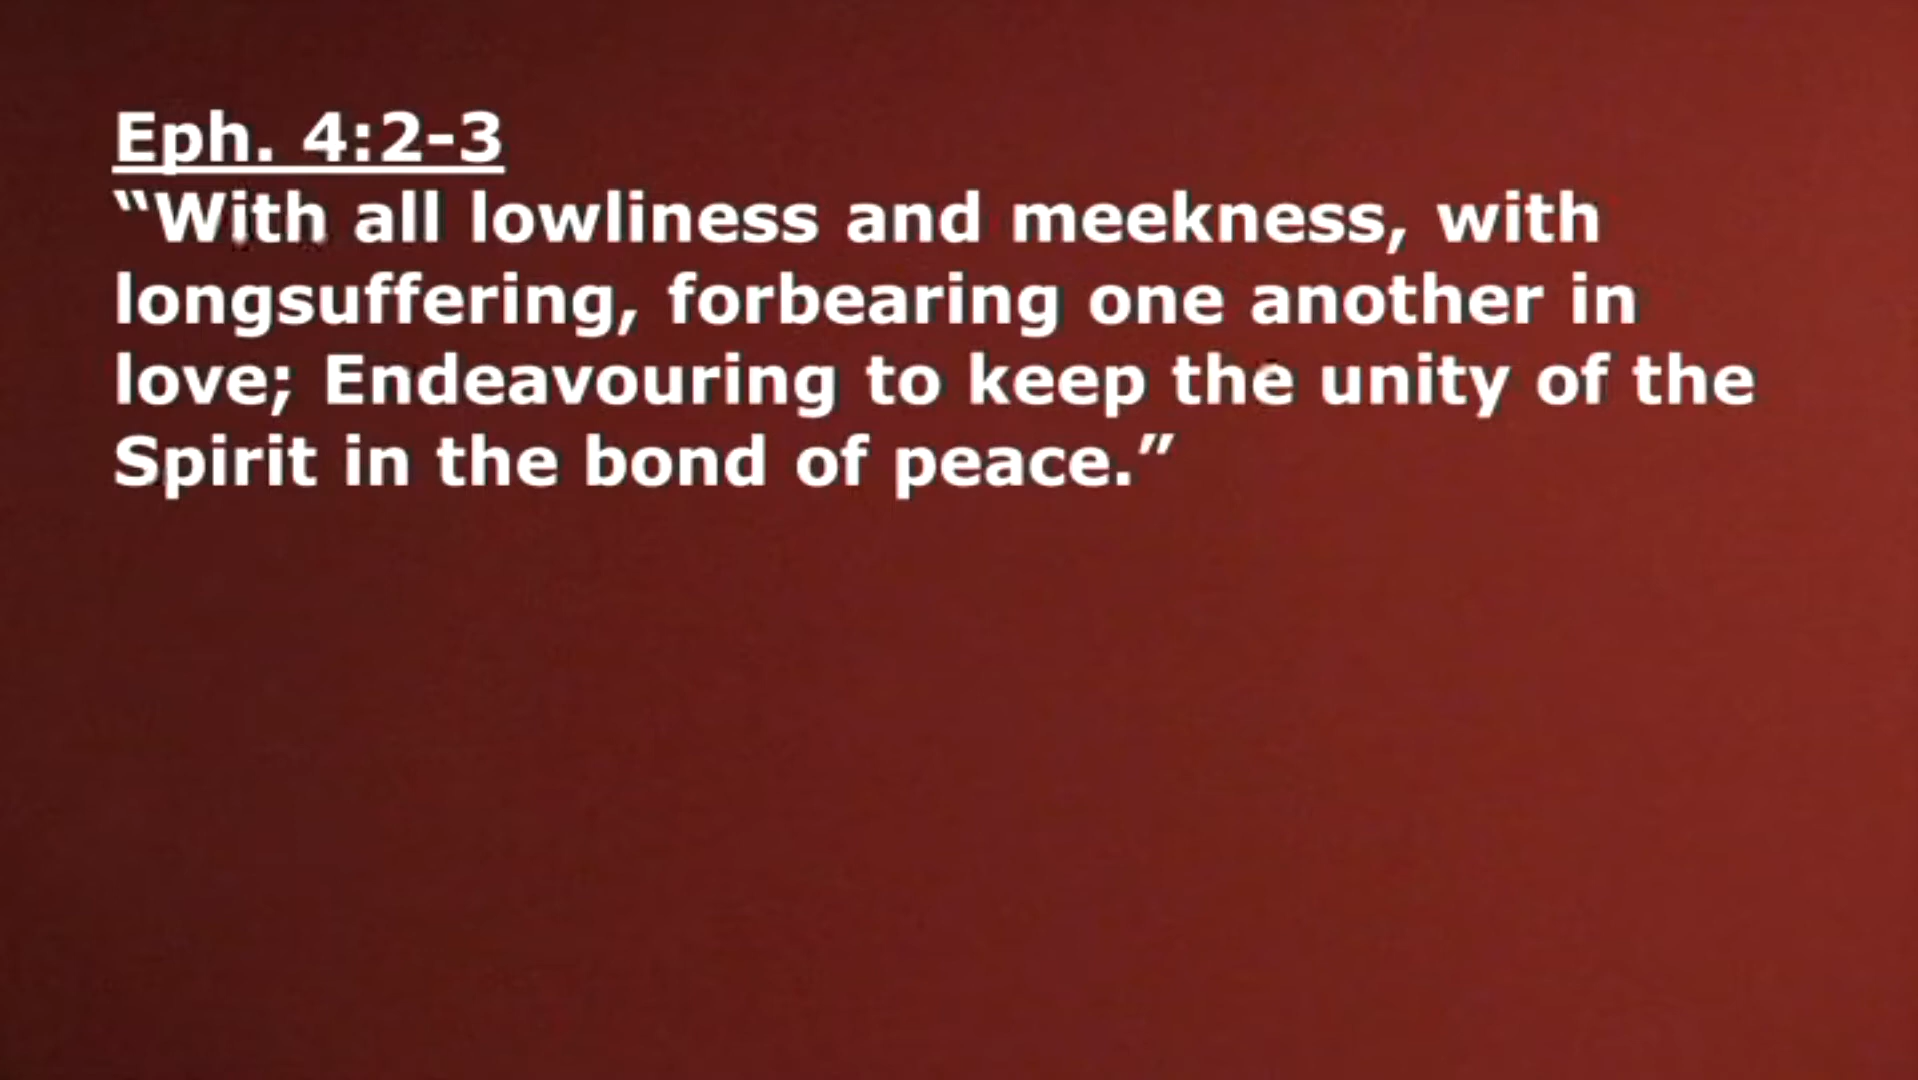 Eph. 4:2-3
“With all lowliness and meekness, with
longsuffering, forbearing one another in
love; Endeavouring to keep the unity of the
Spirit in the bond of peace.”